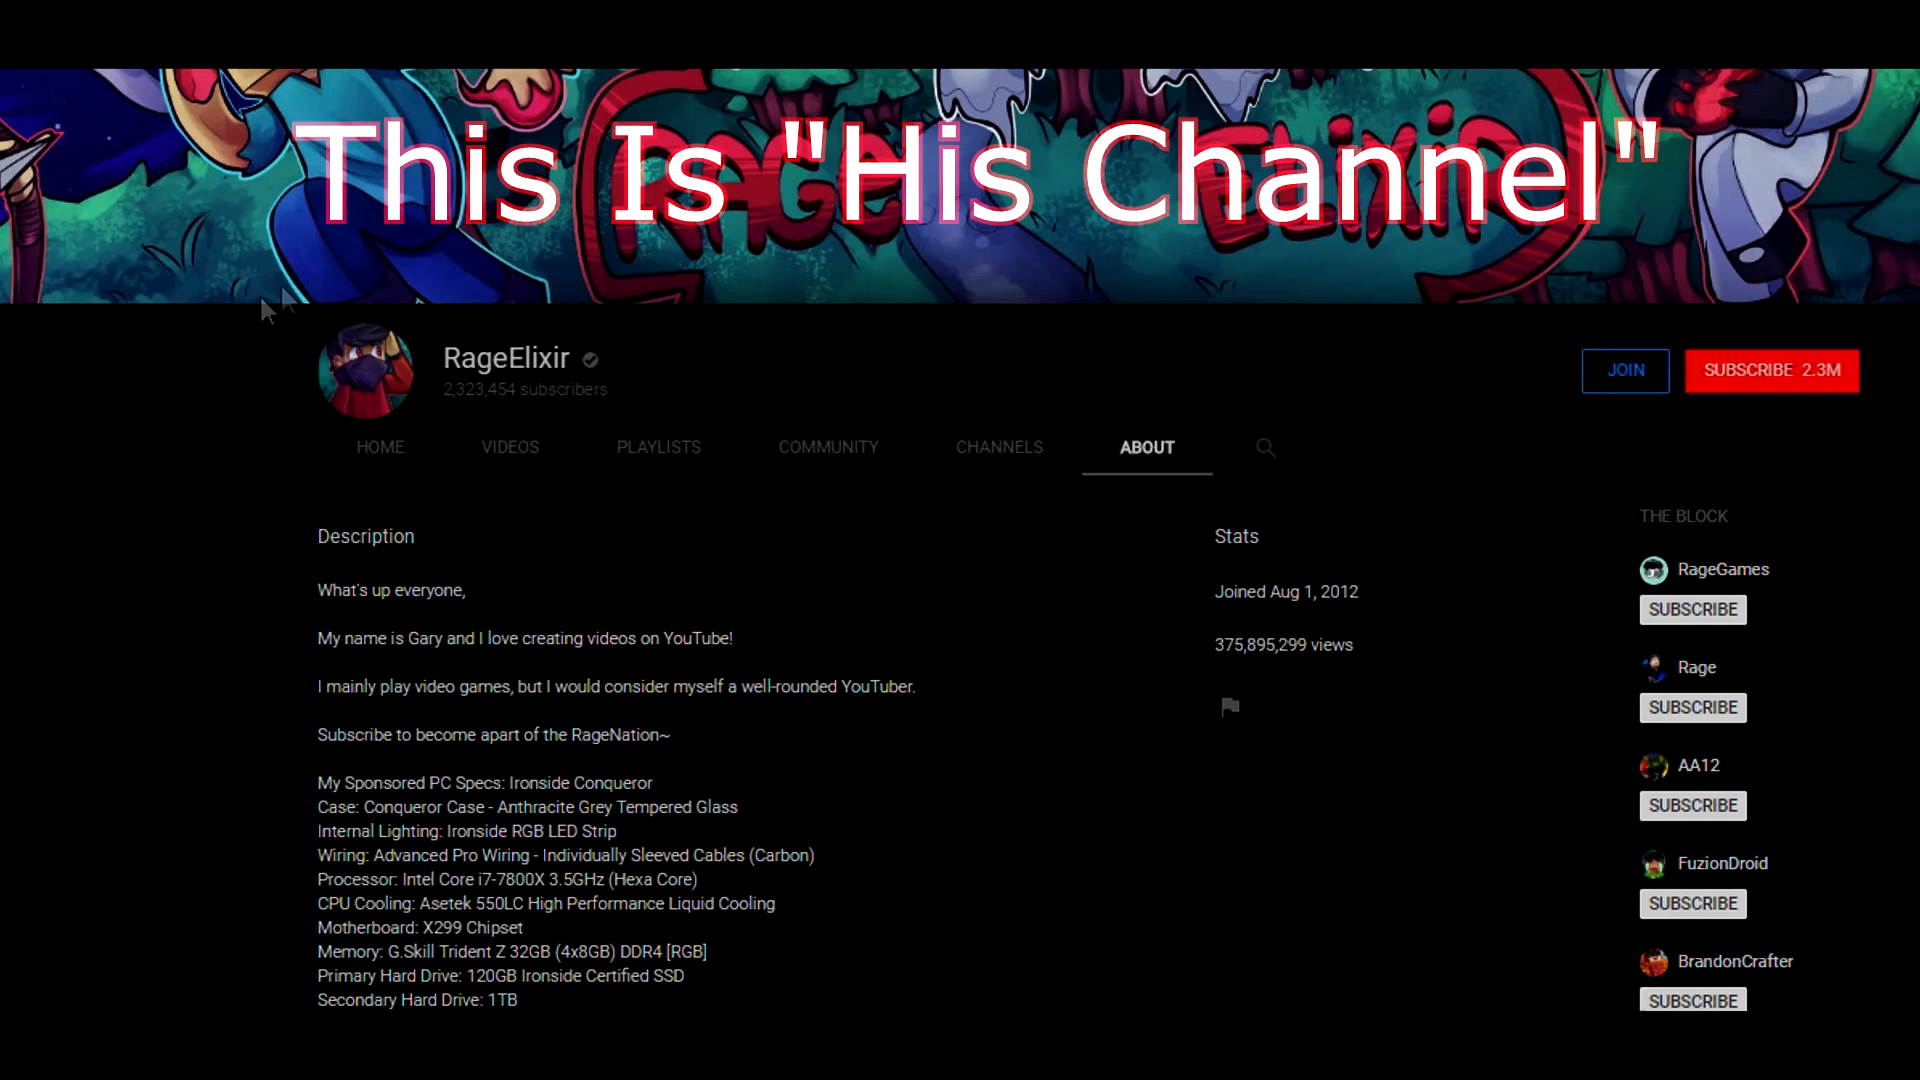 This Is "His Channel"
RAGE ELIXIR
RageElixir
2,323,454 subscribers
JOIN
SUBSCRIBE 2.3M
HOME VIDEOS PLAYLISTS COMMUNITY CHANNELS ABOUT
Description
What's up everyone,
My name is Gary and I love creating videos on YouTube!
I mainly play video games, but I would consider myself a well-rounded YouTuber.
Subscribe to become apart of the RageNation~
My Sponsored PC Specs: Ironside Conqueror
Case: Conqueror Case - Anthracite Grey Tempered Glass
Internal Lighting: Ironside RGB LED Strip
Wiring: Advanced Pro Wiring - Individually Sleeved Cables (Carbon)
Processor: Intel Core i7-7800X 3.5GHz (Hexa Core)
CPU Cooling: Asetek 550LC High Performance Liquid Cooling
Motherboard: X299 Chipset
Memory: G.Skill Trident Z 32GB (4x8GB) DDR4 [RGB]
Primary Hard Drive: 120GB Ironside Certified SSD
Secondary Hard Drive: 1TB
Stats
Joined Aug 1, 2012
375,895,299 views
THE BLOCK
RageGames
SUBSCRIBE
Rage
SUBSCRIBE
AA12
SUBSCRIBE
FuzionDroid
SUBSCRIBE
BrandonCrafter
SUBSCRIBE